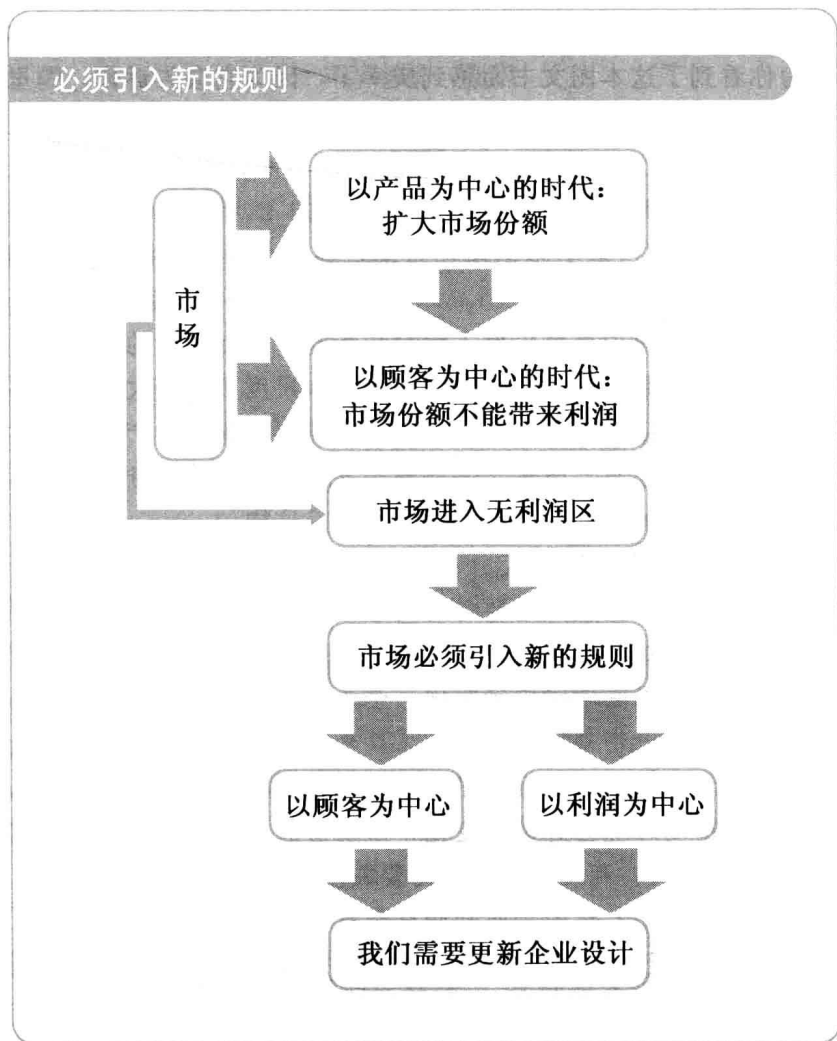 必须引入新的规则
以产品为中心的时代：
扩大市场份额
市
场
以顾客为中心的时代：
市场份额不能带来利润
市场进入无利润区
市场必须引入新的规则
以顾客为中心
以利润为中心
我们需要更新企业设计